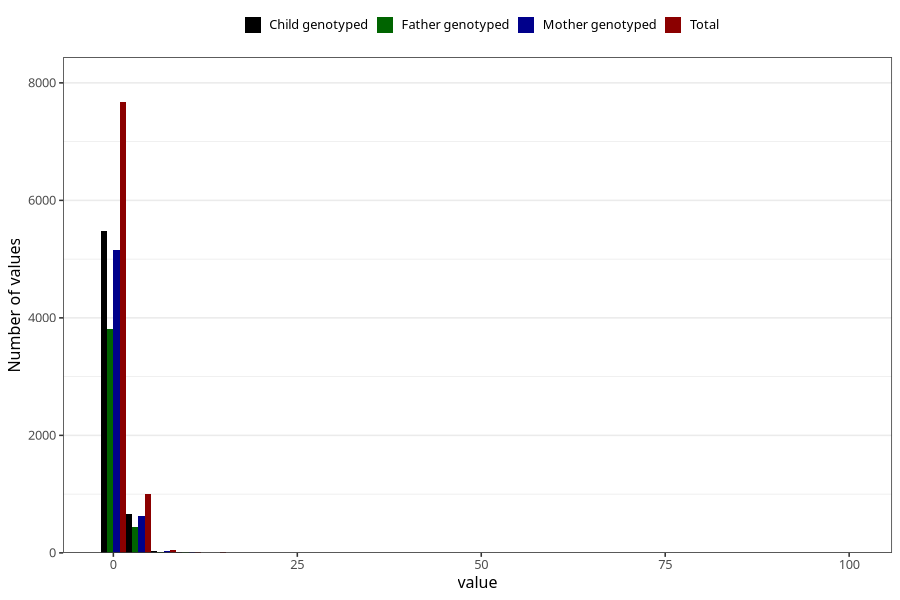 Child genotyped Father genotyped Mother genotyped Total
8000
6000
4000
2000
0
Number of values
0 25 50 75 100
value